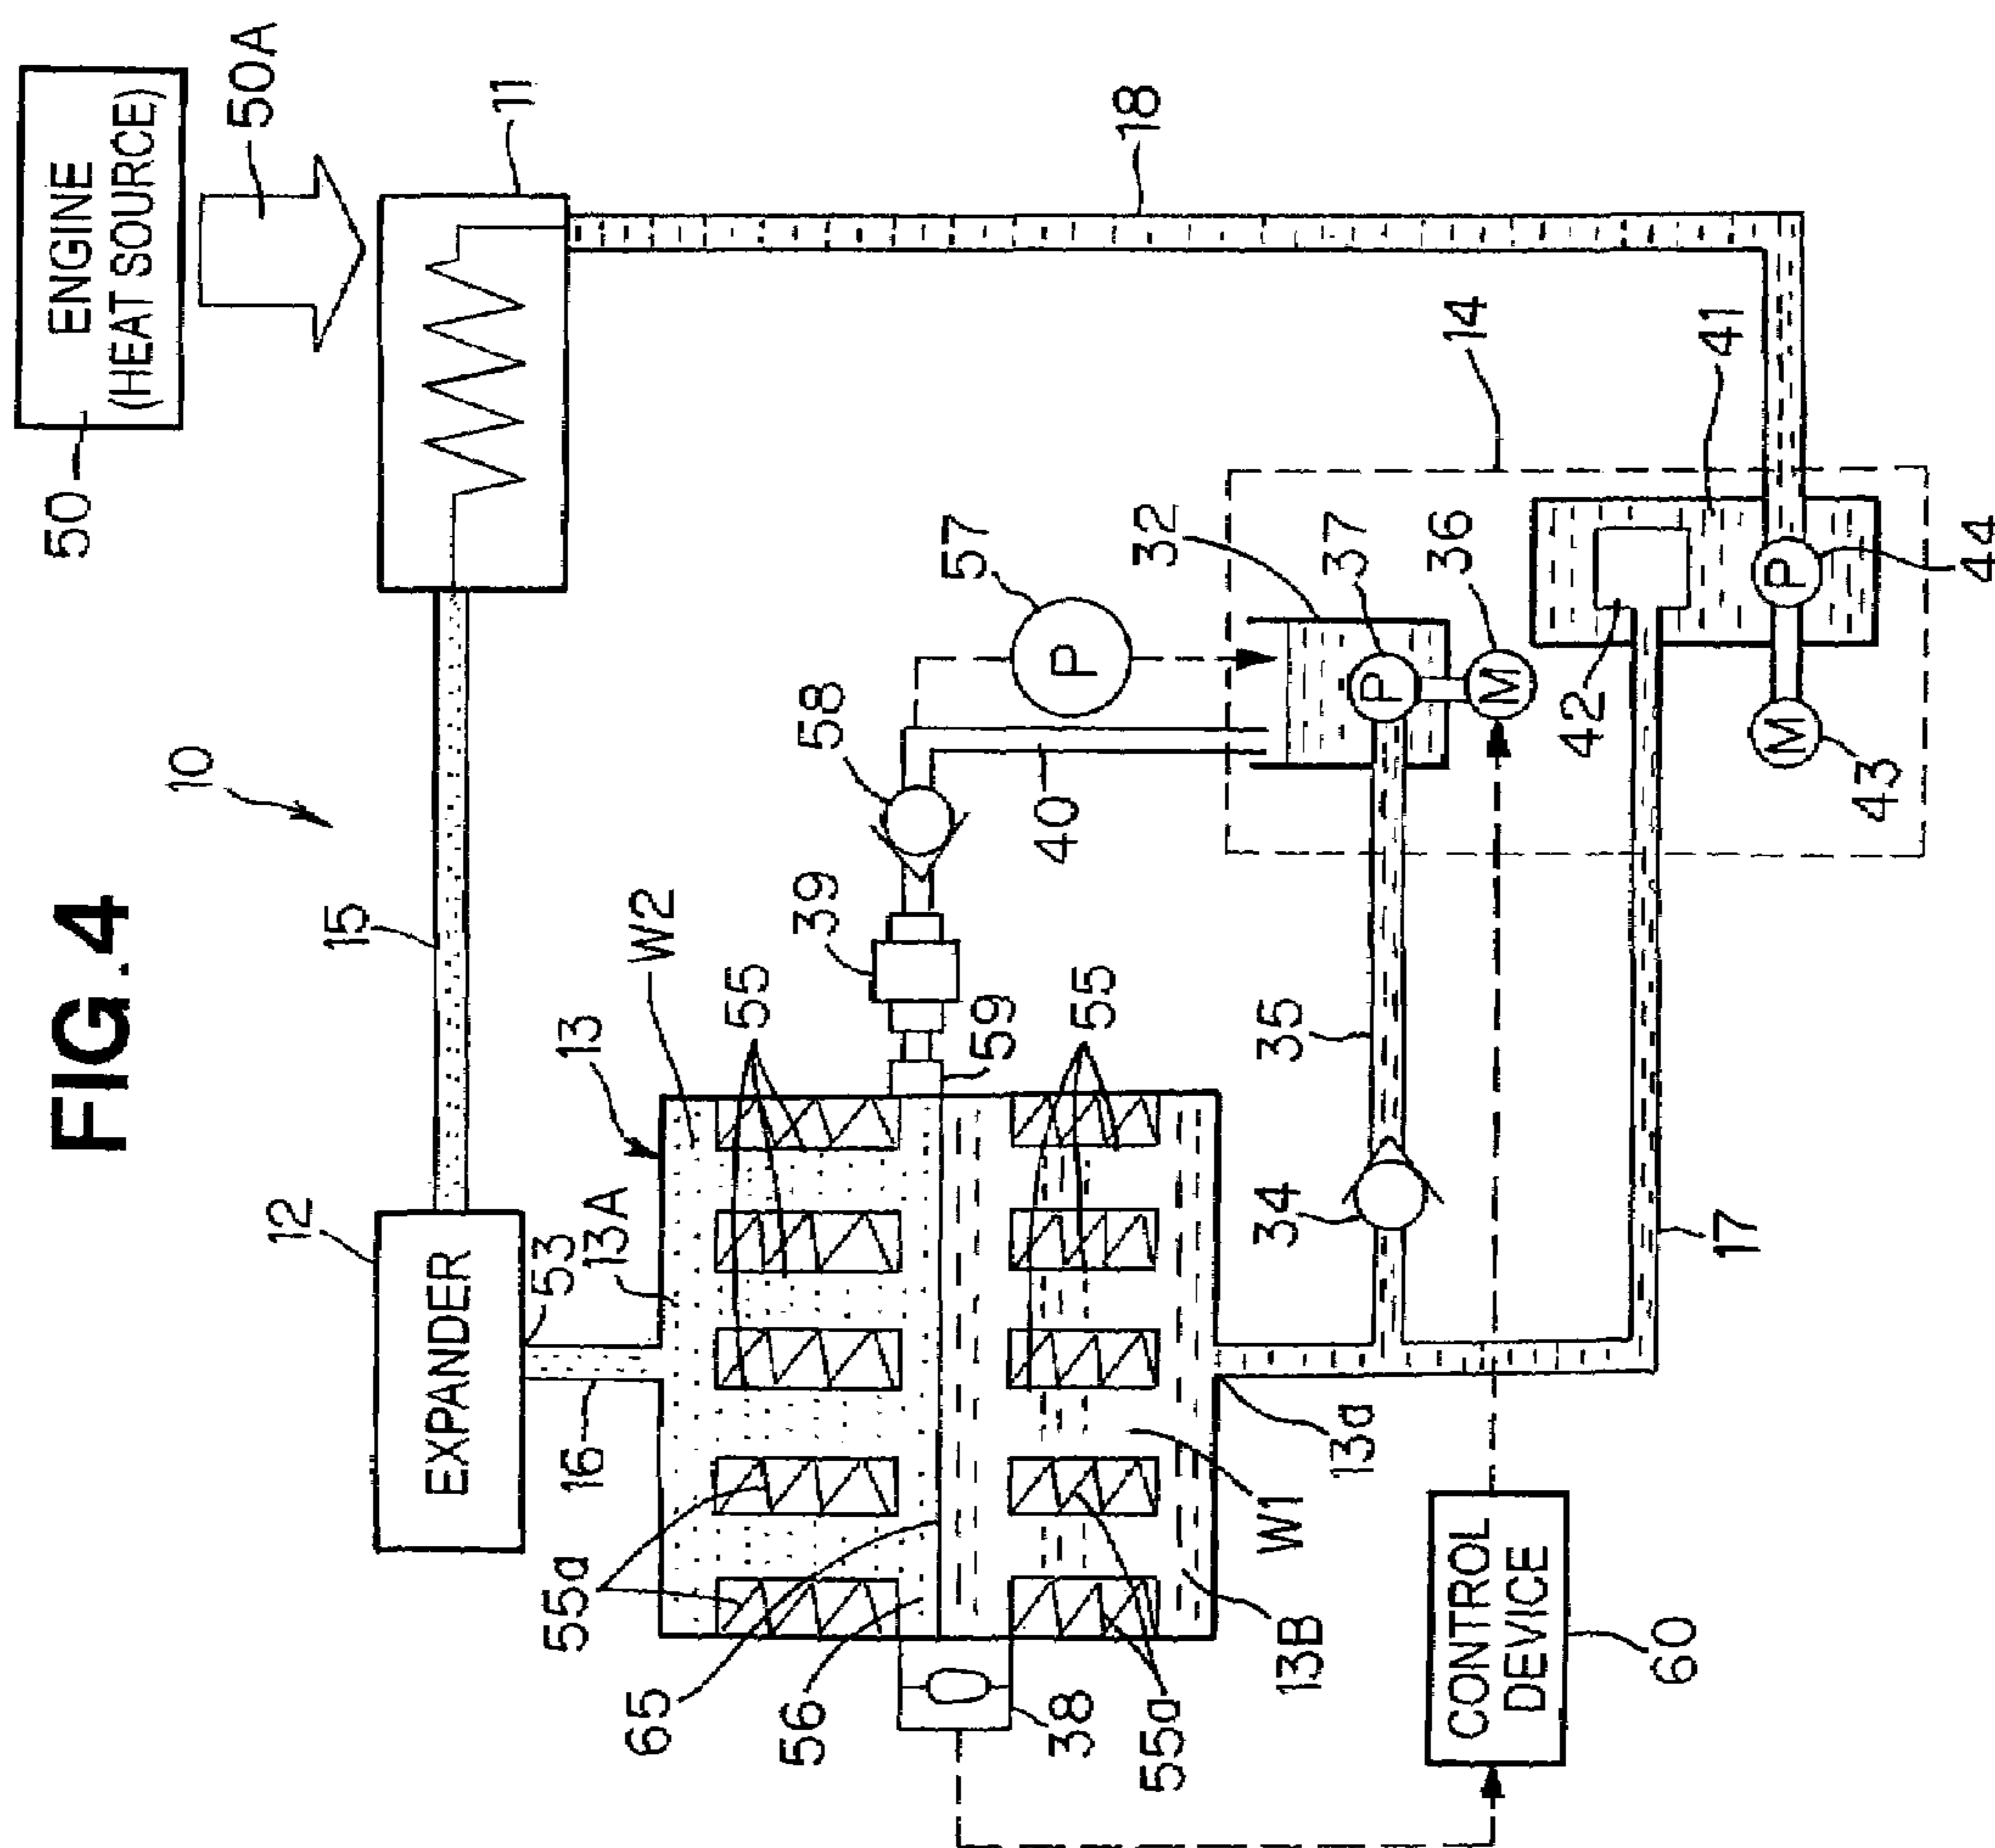 FIG.4
10
ENGINE
(HEAT SOURCE)
50
50A
11
15
18
12
EXPANDER
53
13A
13
W2
16
55
55
55a
55a
65
56
38
59
39
58
57
40
32
37
36
14
41
42
43
44
35
34
17
13a
W1
13B
CONTROL
DEVICE
60
P
P
M
P
M